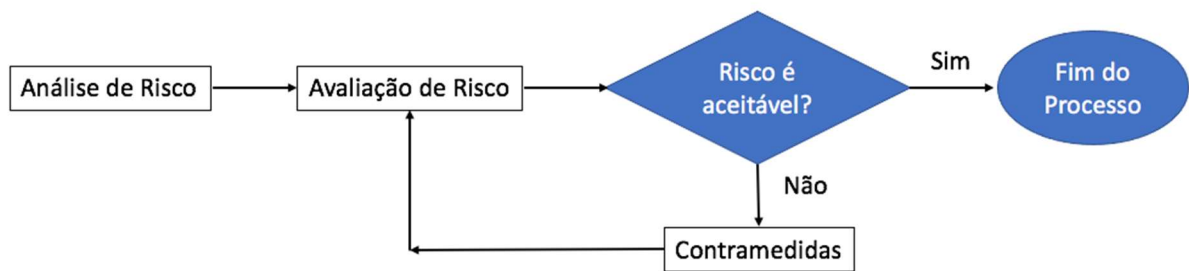 Análise de Risco
Avaliação de Risco
Risco é
aceitável?
Sim
Fim do
Processo
Não
Contramedidas